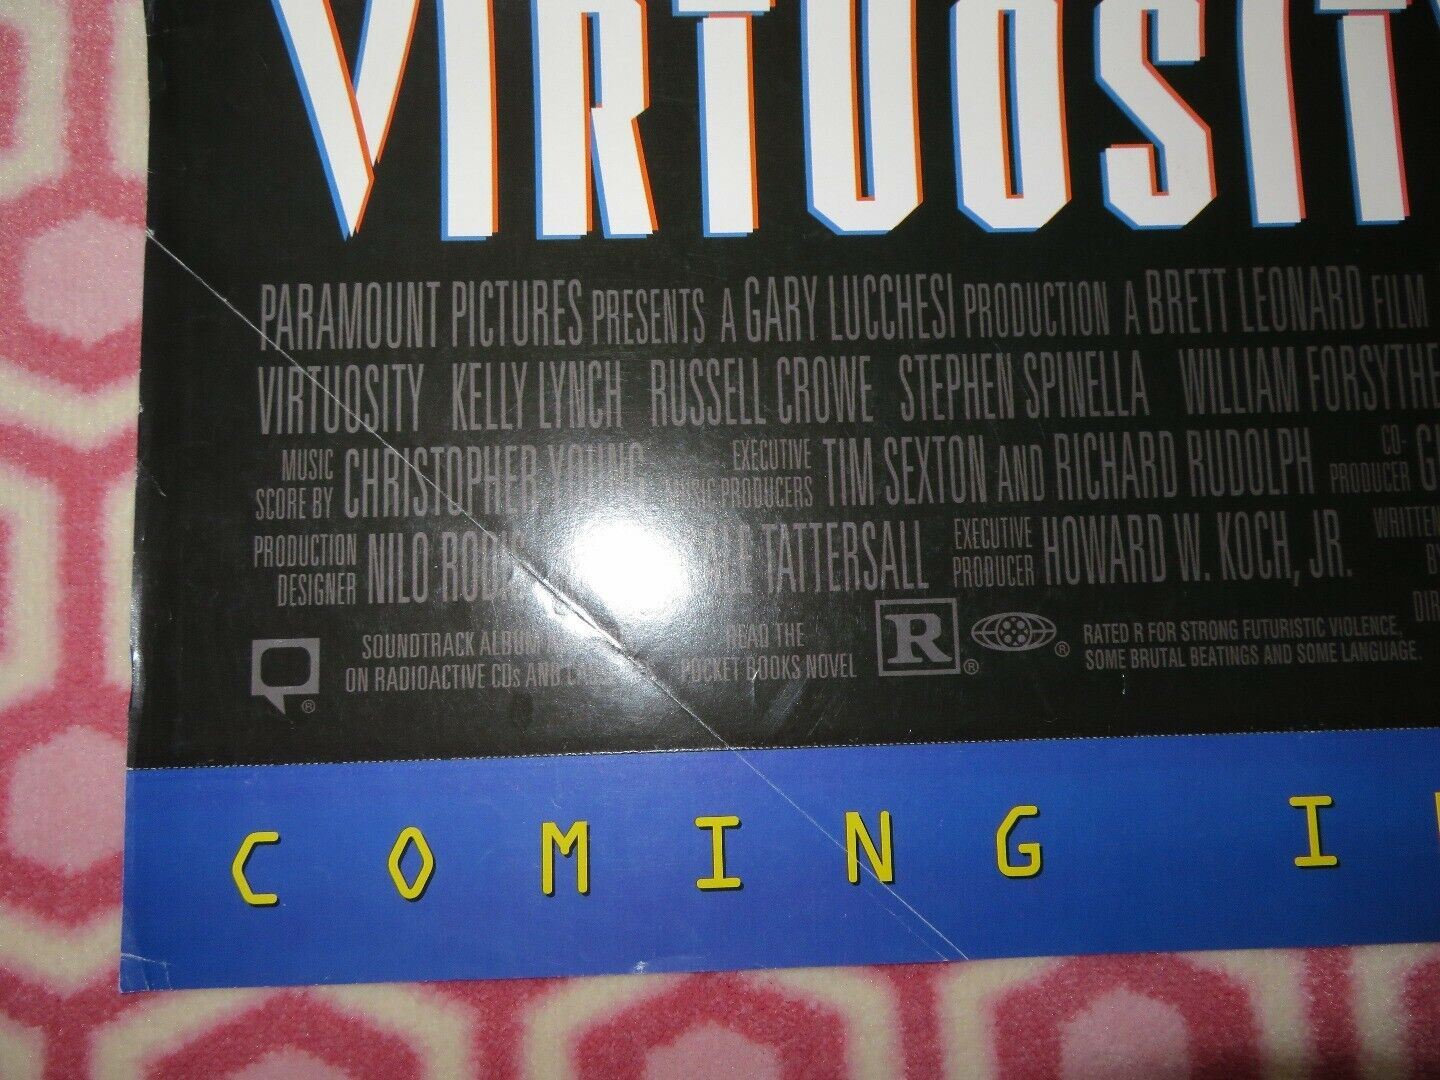 VIRTUOSITY
PARAMOUNT PICTURES PRESENTS A GARY LUCCHESI PRODUCTION A BRETT LEONARD FILM
VIRTUOSITY KELLY LYNCH RUSSELL CROWE STEPHEN SPINELLA WILLIAM FORSYTHE
MUSIC SCORE BY CHRISTOPHER YOUNG EXECUTIVE MUSIC PRODUCERS TIM SEXTON AND RICHARD RUDOLPH CO-PRODUCER
PRODUCTION DESIGNER NILO TATTERSALL EXECUTIVE PRODUCER HOWARD W. KOCH, JR. WRITTEN BY
SOUNDTRACK ALBUM READ THE
ON RADIOACTIVE CDs AND POCKET BOOKS NOVEL
R ® ®
RATED R FOR STRONG FUTURISTIC VIOLENCE,
SOME BRUTAL BEATINGS AND SOME LANGUAGE.
®
COMING I